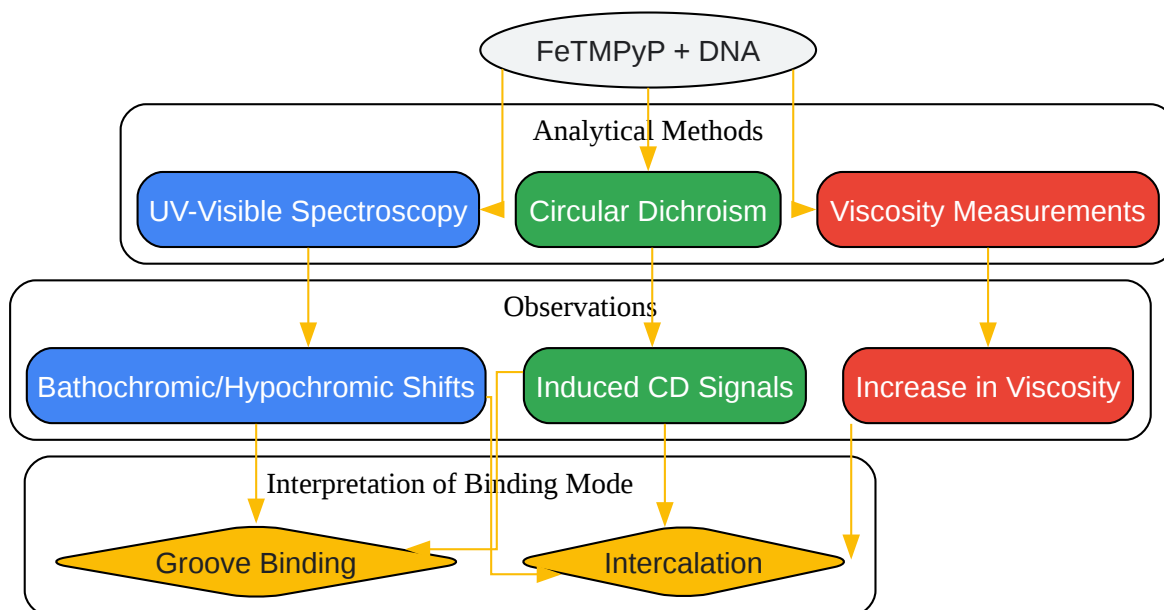 FeTMPyP + DNA
Analytical Methods
UV-Visible Spectroscopy
Circular Dichroism
Viscosity Measurements
Observations
Bathochromic/Hypochromic Shifts
Induced CD Signals
Increase in Viscosity
Interpretation of Binding Mode
Groove Binding
Intercalation